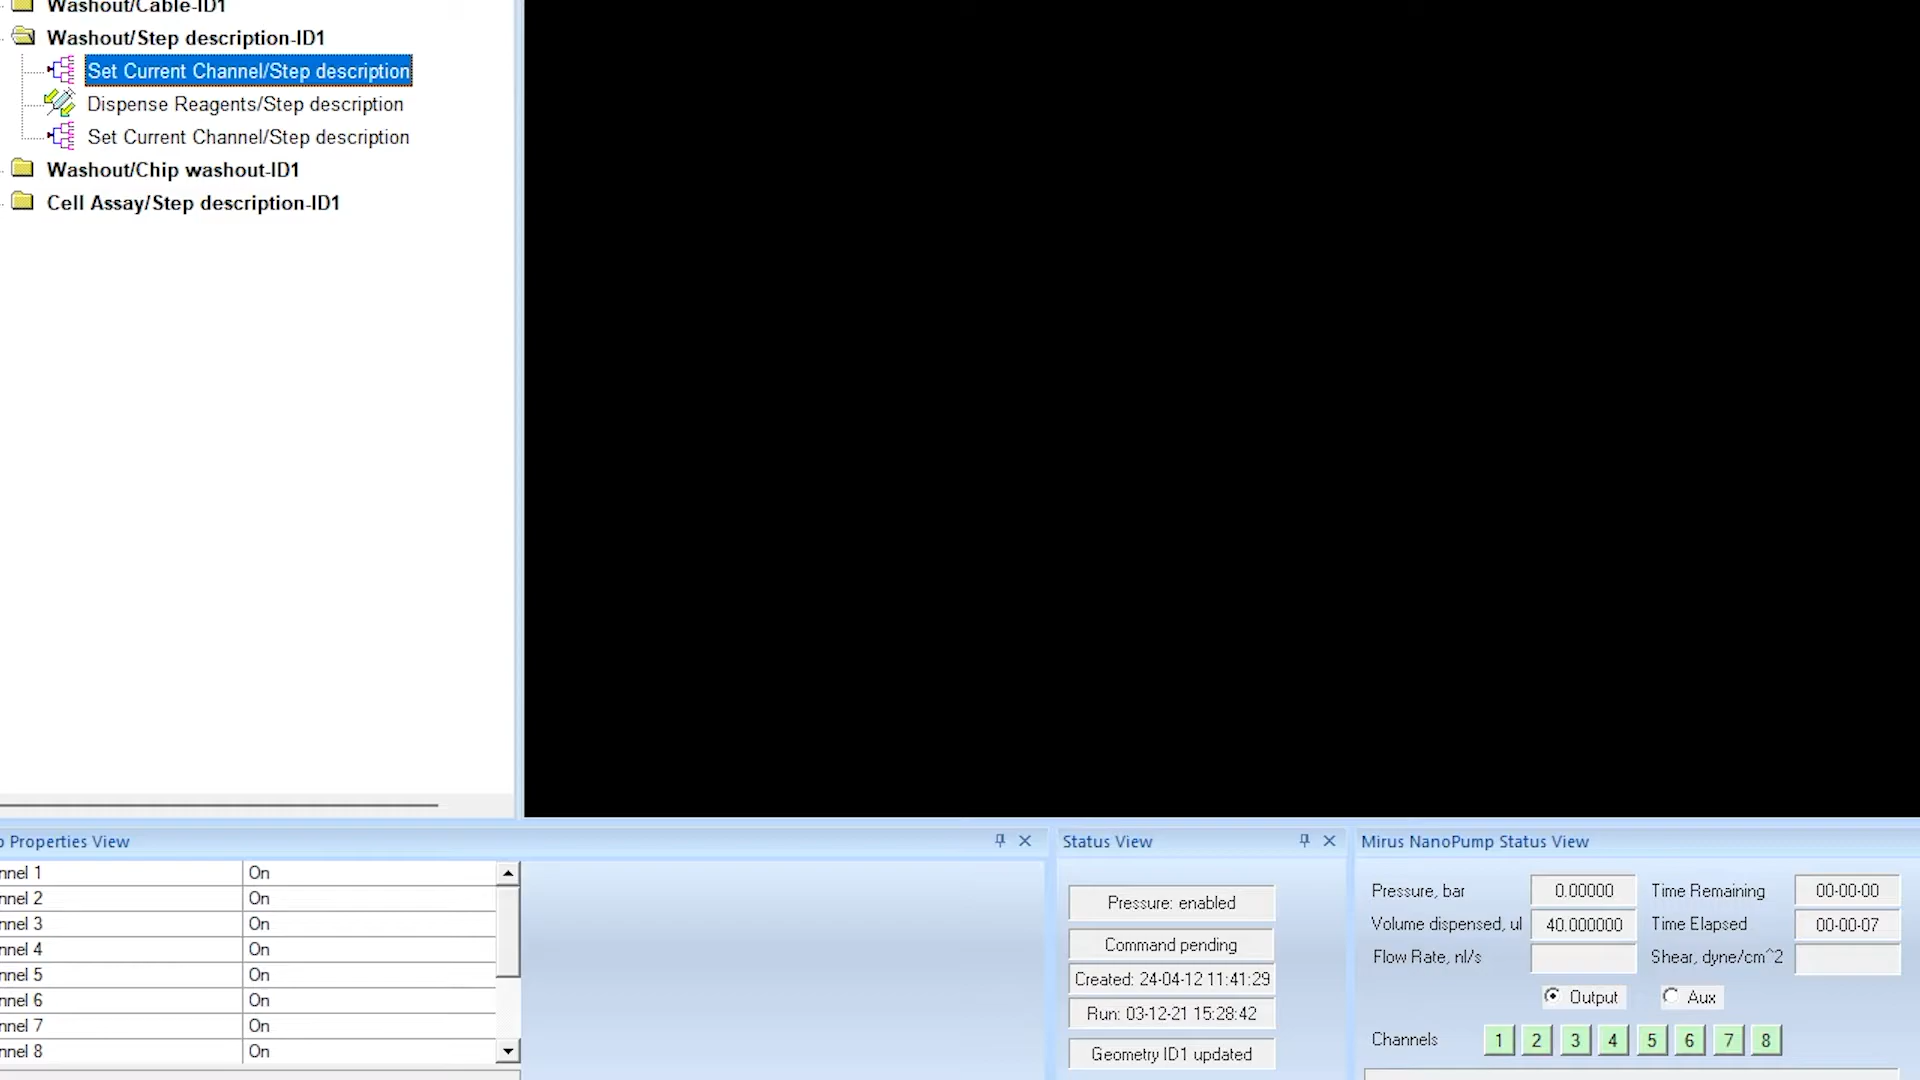 Washout/Cable-ID1
Washout/Step description-ID1
Set Current Channel/Step description
Dispense Reagents/Step description
Set Current Channel/Step description
Washout/Chip washout-ID1
Cell Assay/Step description-ID1
p Properties View
nnel 1 On
nnel 2 On
nnel 3 On
nnel 4 On
nnel 5 On
nnel 6 On
nnel 7 On
nnel 8 On
Status View
Pressure: enabled
Command pending
Created: 24-04-12 11:41:29
Run: 03-12-21 15:28:42
Geometry ID1 updated
Mirus NanoPump Status View
Pressure, bar 0.00000 Time Remaining 00-00-00
Volume dispensed, ul 40.000000 Time Elapsed 00-00-07
Flow Rate, nl/s Shear, dyne/cm^2
Output Aux
Channels 1 2 3 4 5 6 7 8